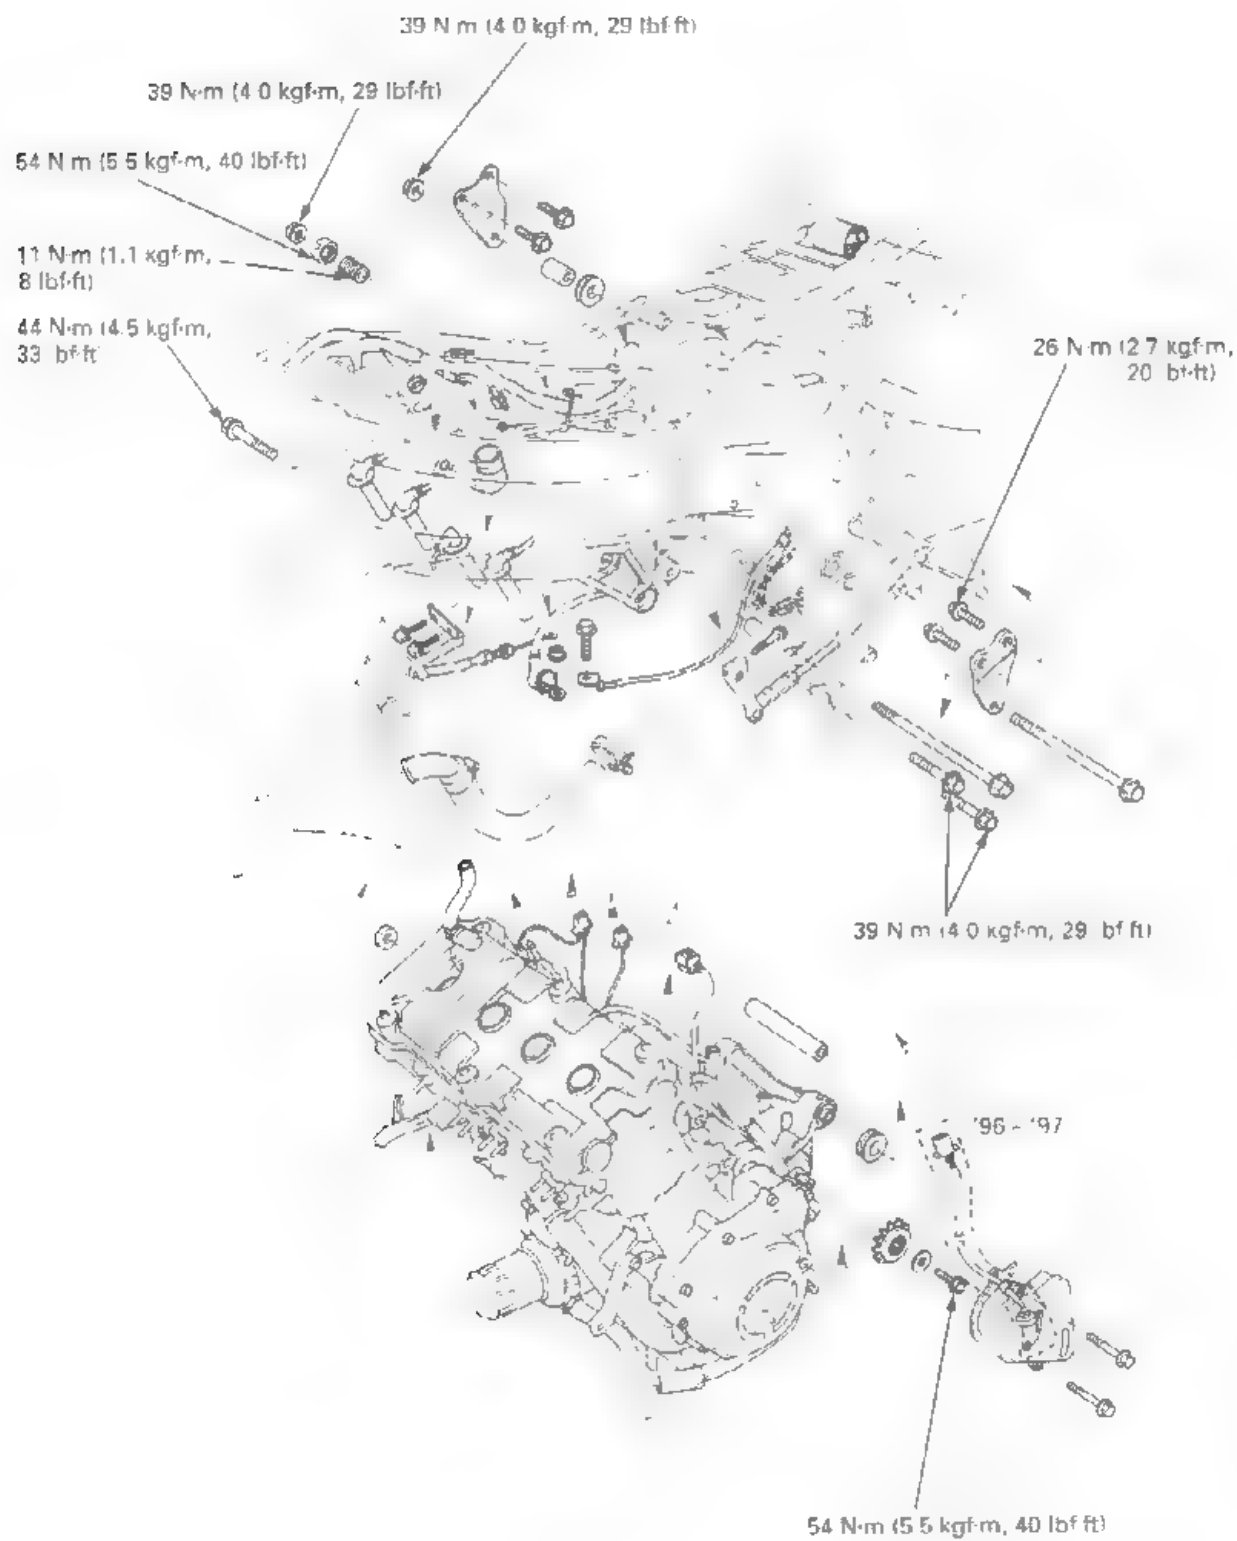 39 N·m (4.0 kgf·m, 29 lbf·ft)
39 N·m (4.0 kgf·m, 29 lbf·ft)
54 N·m (5.5 kgf·m, 40 lbf·ft)
11 N·m (1.1 kgf·m,
8 lbf·ft)
44 N·m (4.5 kgf·m,
33 lbf·ft
26 N·m (2.7 kgf·m,
20 lbf·ft)
39 N·m (4.0 kgf·m, 29 lbf·ft)
'96 - '97
54 N·m (5.5 kgf·m, 40 lbf·ft)